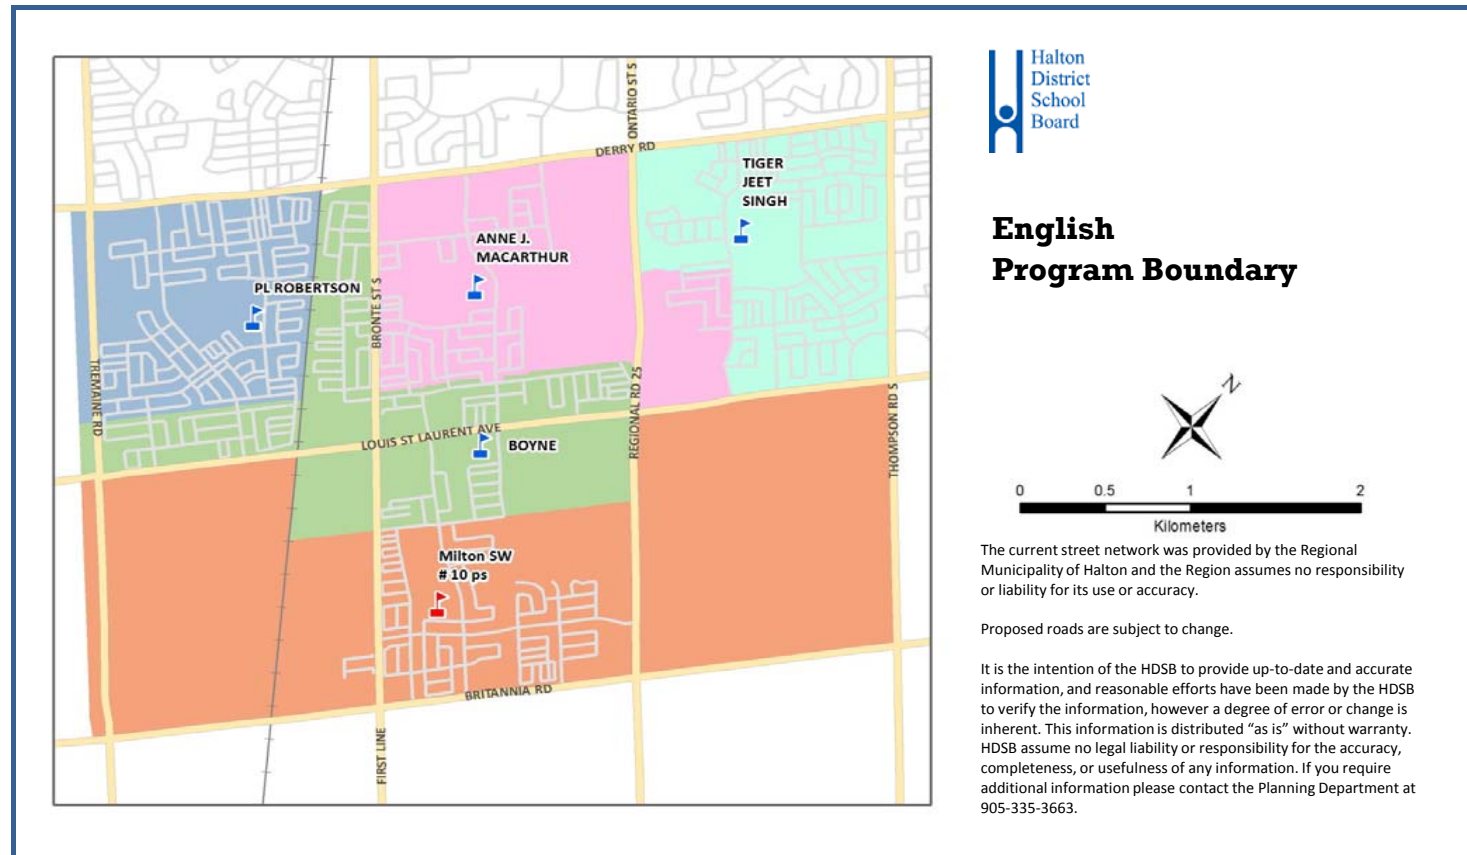 Halton
District
School
Board
English
Program Boundary
ONTARIO ST S
DERRY RD
TIGER
JEET
SINGH
ANNE J.
MACARTHUR
PL ROBERTSON
BRONTE ST S
TREMAINE RD
REGIONAL RD 25
THOMPSON RD S
LOUIS ST LAURENT AVE
BOYNE
Milton SW
# 10 ps
BRITANNIA RD
FIRST LINE
N
0 0.5 1 2
Kilometers
The current street network was provided by the Regional
Municipality of Halton and the Region assumes no responsibility
or liability for its use or accuracy.
Proposed roads are subject to change.
It is the intention of the HDSB to provide up-to-date and accurate
information, and reasonable efforts have been made by the HDSB
to verify the information, however a degree of error or change is
inherent. This information is distributed “as is” without warranty.
HDSB assume no legal liability or responsibility for the accuracy,
completeness, or usefulness of any information. If you require
additional information please contact the Planning Department at
905-335-3663.